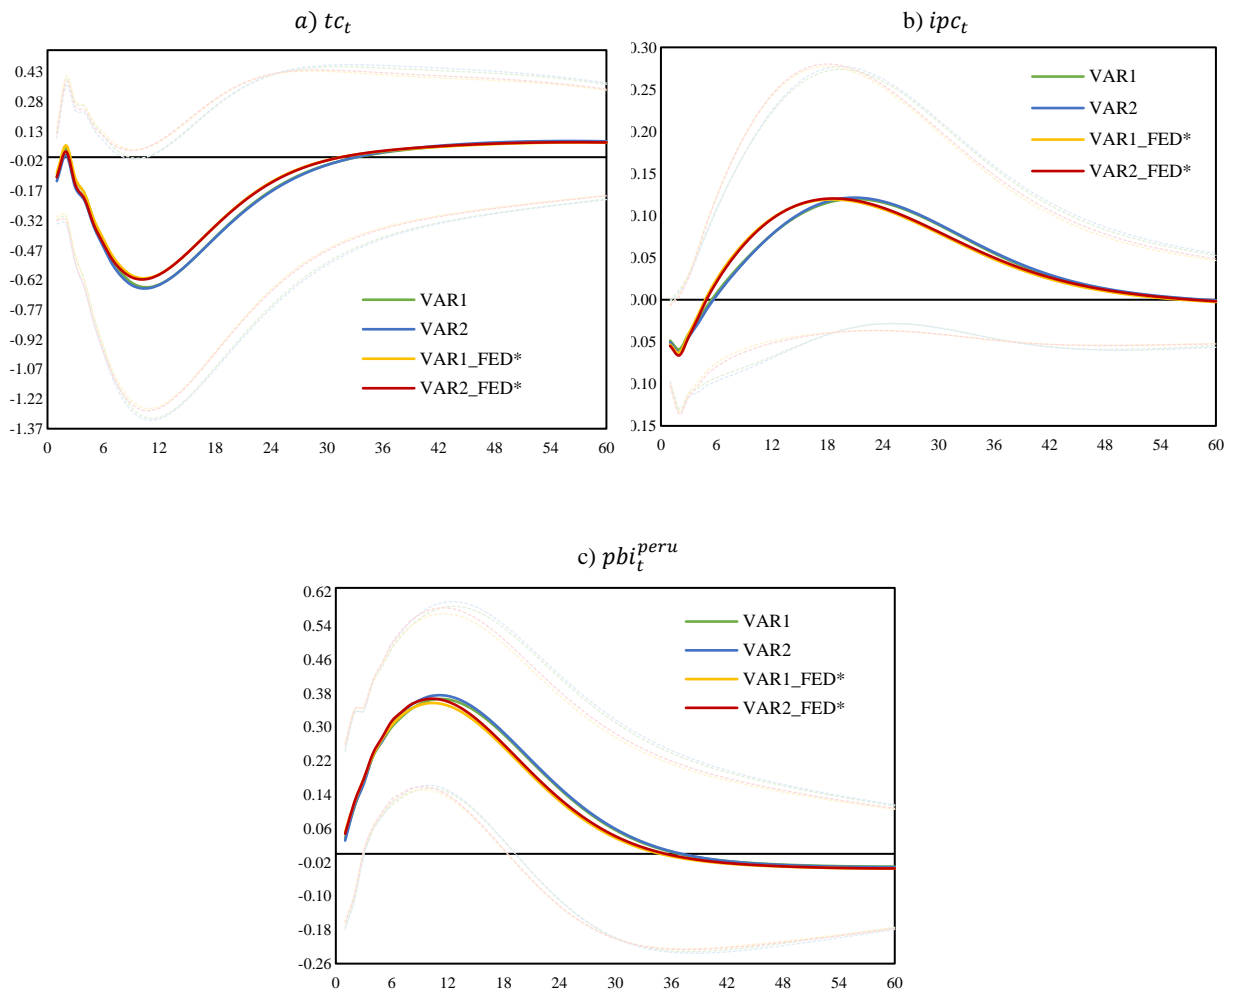 a) tc_t
0.43
0.28
0.13
-0.02
-0.17
-0.32
-0.47
-0.62
-0.77
-0.92
-1.07
-1.22
-1.37
0 6 12 18 24 30 36 42 48 54 60
VAR1
VAR2
VAR1_FED*
VAR2_FED*
b) ipc_t
0.30
0.25
0.20
0.15
0.10
0.05
0.00
0.05
0.10
0.15
0 6 12 18 24 30 36 42 48 54 60
VAR1
VAR2
VAR1_FED*
VAR2_FED*
c) pbi_t^peru
0.62
0.54
0.46
0.38
0.30
0.22
0.14
0.06
-0.02
-0.10
-0.18
-0.26
0 6 12 18 24 30 36 42 48 54 60
VAR1
VAR2
VAR1_FED*
VAR2_FED*